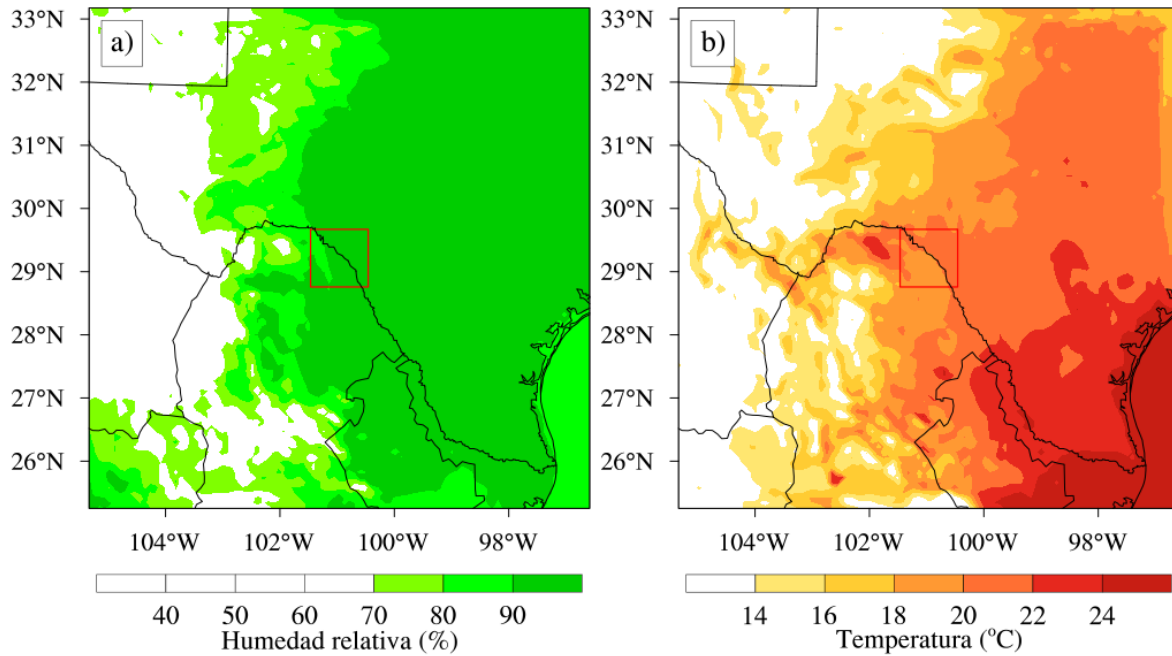 a)
33°N
32°N
31°N
30°N
29°N
28°N
27°N
26°N
104°W 102°W 100°W 98°W
40 50 60 70 80 90
Humedad relativa (%)
b)
33°N
32°N
31°N
30°N
29°N
28°N
27°N
26°N
104°W 102°W 100°W 98°W
14 16 18 20 22 24
Temperatura (°C)